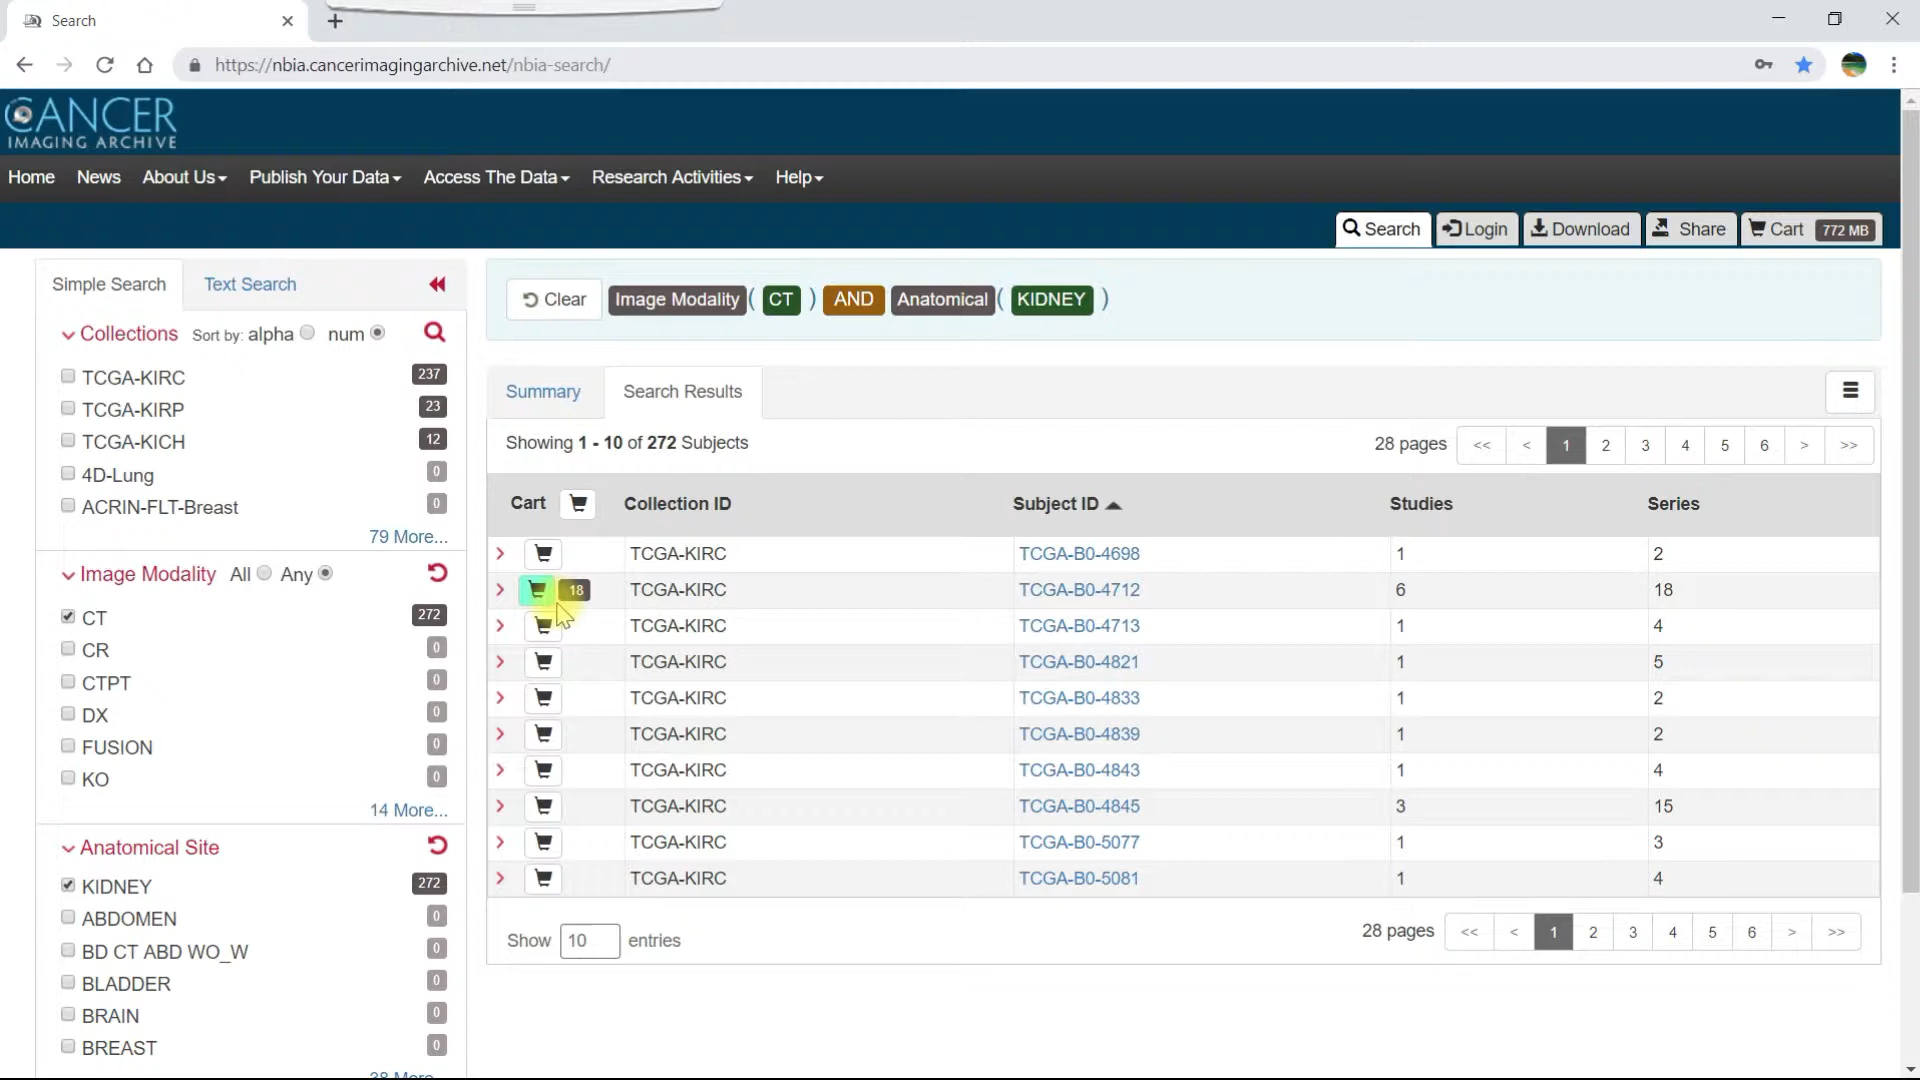 Search
https://nbia.cancerimagingarchive.net/nbia-search/
CANCER
IMAGING ARCHIVE
Home News About Us Publish Your Data Access The Data Research Activities Help
Search Login Download Share Cart 772 MB
Simple Search Text Search
Clear Image Modality ( CT ) AND Anatomical ( KIDNEY )
Collections Sort by: alpha num
TCGA-KIRC 237
TCGA-KIRP 23
TCGA-KICH 12
4D-Lung 0
ACRIN-FLT-Breast 0
79 More...
Image Modality All Any
CT 272
CR 0
CTPT 0
DX 0
FUSION 0
KO 0
14 More...
Anatomical Site
KIDNEY 272
ABDOMEN 0
BD CT ABD WO_W 0
BLADDER 0
BRAIN 0
BREAST 0
38 More...
Summary Search Results
Showing 1 - 10 of 272 Subjects
28 pages << < 1 2 3 4 5 6 > >>
Cart Collection ID Subject ID Studies Series
TCGA-KIRC TCGA-B0-4698 1 2
18 TCGA-KIRC TCGA-B0-4712 6 18
TCGA-KIRC TCGA-B0-4713 1 4
TCGA-KIRC TCGA-B0-4821 1 5
TCGA-KIRC TCGA-B0-4833 1 2
TCGA-KIRC TCGA-B0-4839 1 2
TCGA-KIRC TCGA-B0-4843 1 4
TCGA-KIRC TCGA-B0-4845 3 15
TCGA-KIRC TCGA-B0-5077 1 3
TCGA-KIRC TCGA-B0-5081 1 4
Show 10 entries
28 pages << < 1 2 3 4 5 6 > >>